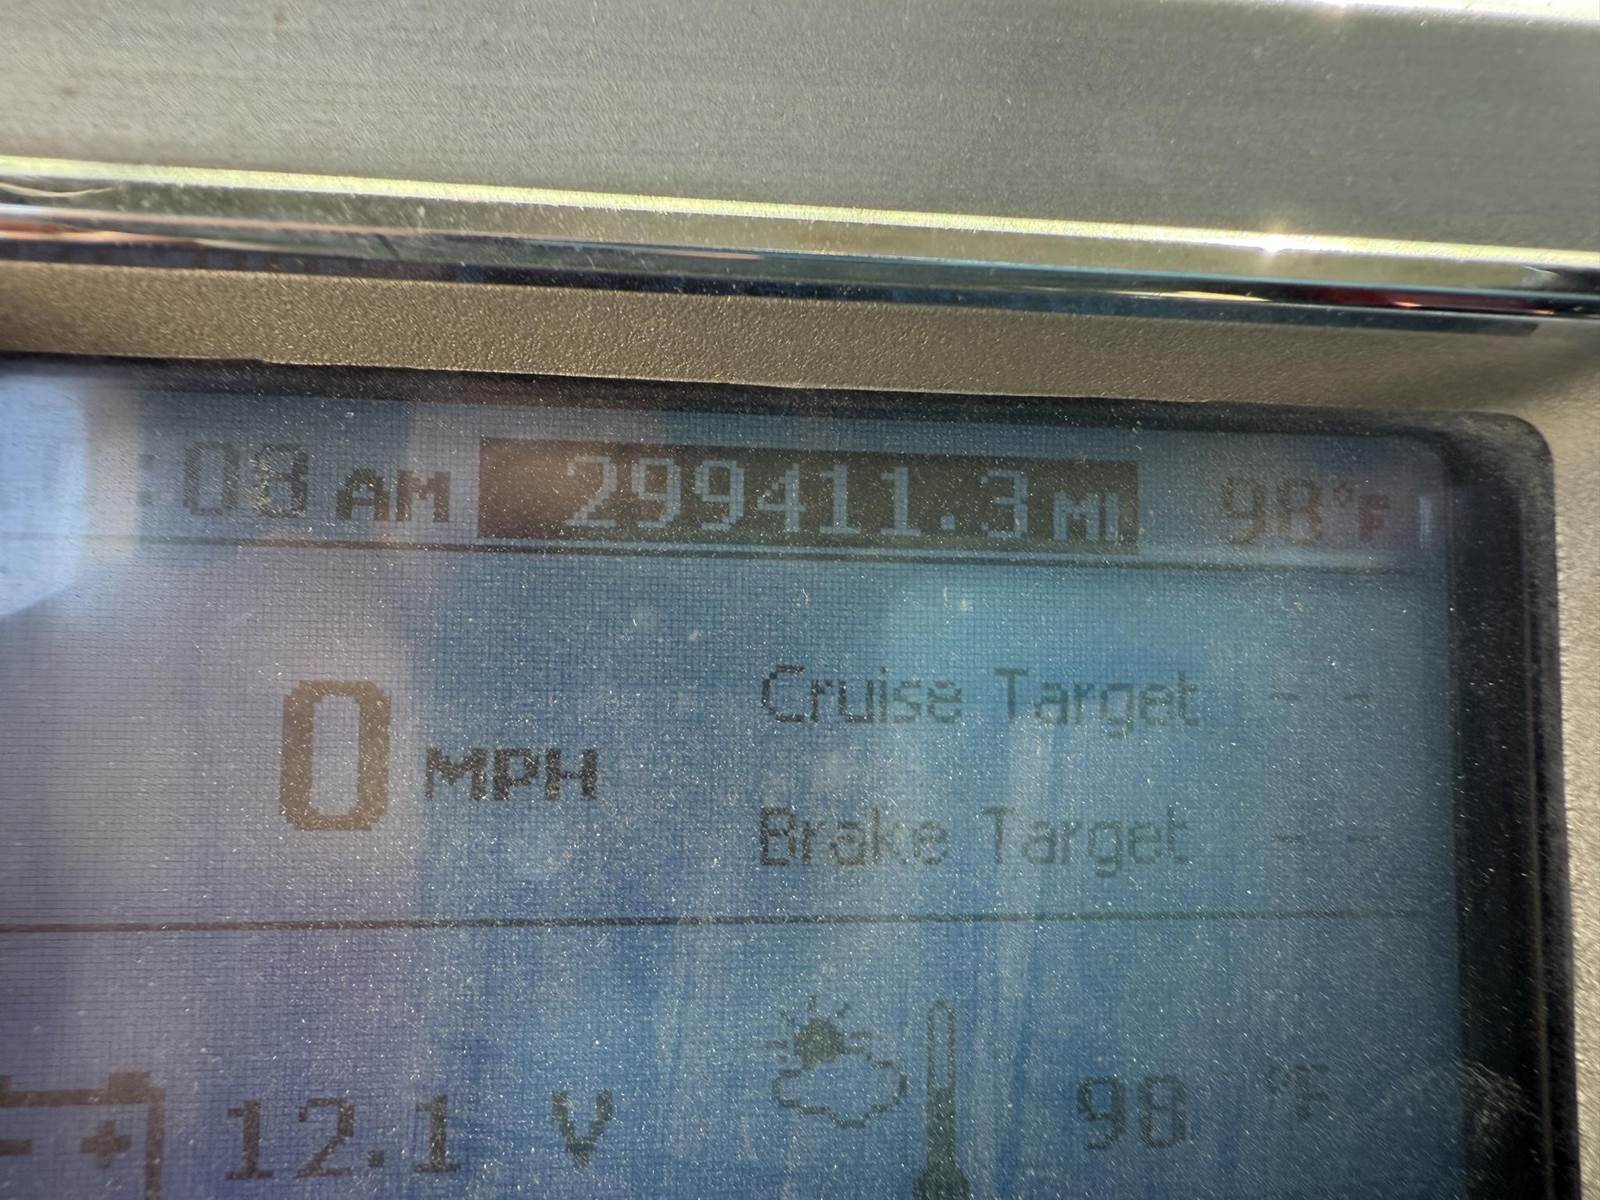 :08 AM 299411.3 MI 98°F
Cruise Target - -
0 MPH
Brake Target - -
12.1 V 98 °F